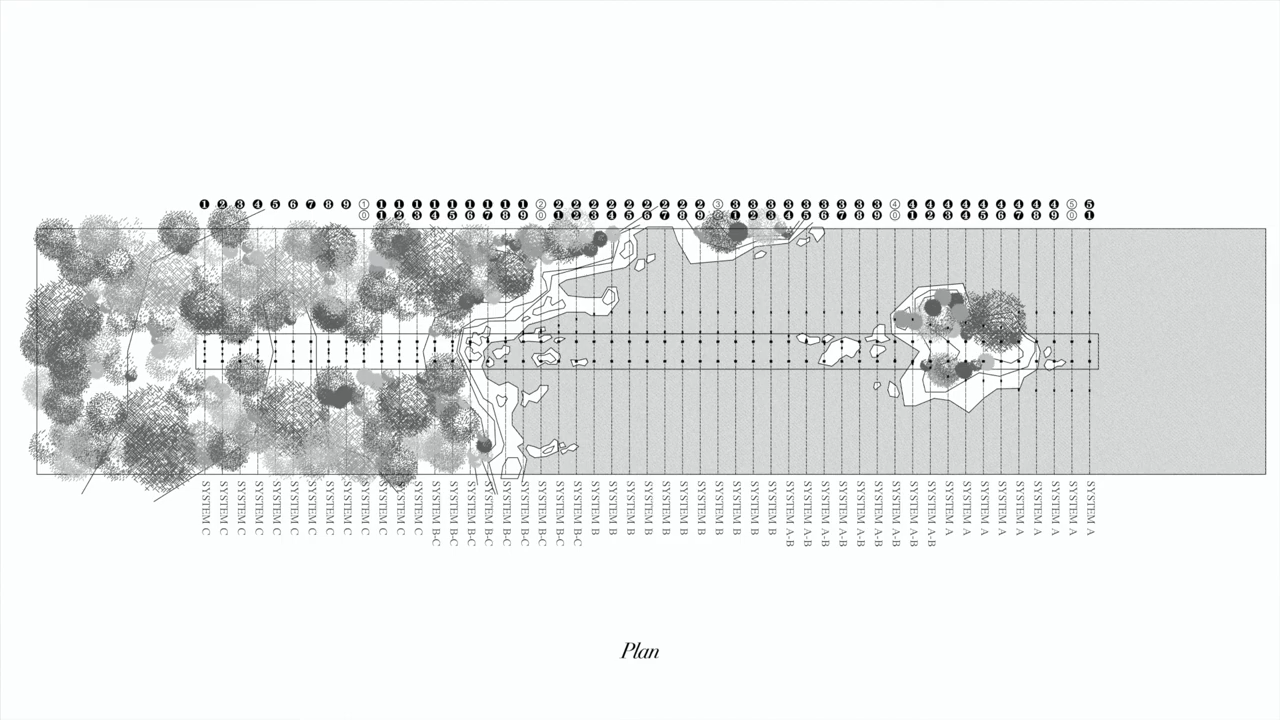 1 2 3 4 5 6 7 8 9 10 11 12 13 14 15 16 17 18 19 20 21 22 23 24 25 26 27 28 29 30 31 32 33 34 35 36 37 38 39 40 41 42 43 44 45 46 47 48 49 50 51
SYSTEM C
SYSTEM C
SYSTEM C
SYSTEM C
SYSTEM C
SYSTEM C
SYSTEM C
SYSTEM C
SYSTEM C
SYSTEM C
SYSTEM C
SYSTEM C
SYSTEM C
SYSTEM B-C
SYSTEM B-C
SYSTEM B-C
SYSTEM B-C
SYSTEM B-C
SYSTEM B-C
SYSTEM B-C
SYSTEM B-C
SYSTEM B-C
SYSTEM B
SYSTEM B
SYSTEM B
SYSTEM B
SYSTEM B
SYSTEM B
SYSTEM B
SYSTEM B
SYSTEM B
SYSTEM B
SYSTEM B
SYSTEM A-B
SYSTEM A-B
SYSTEM A-B
SYSTEM A-B
SYSTEM A-B
SYSTEM A-B
SYSTEM A-B
SYSTEM A-B
SYSTEM A-B
SYSTEM A
SYSTEM A
SYSTEM A
SYSTEM A
SYSTEM A
SYSTEM A
SYSTEM A
SYSTEM A
SYSTEM A
Plan